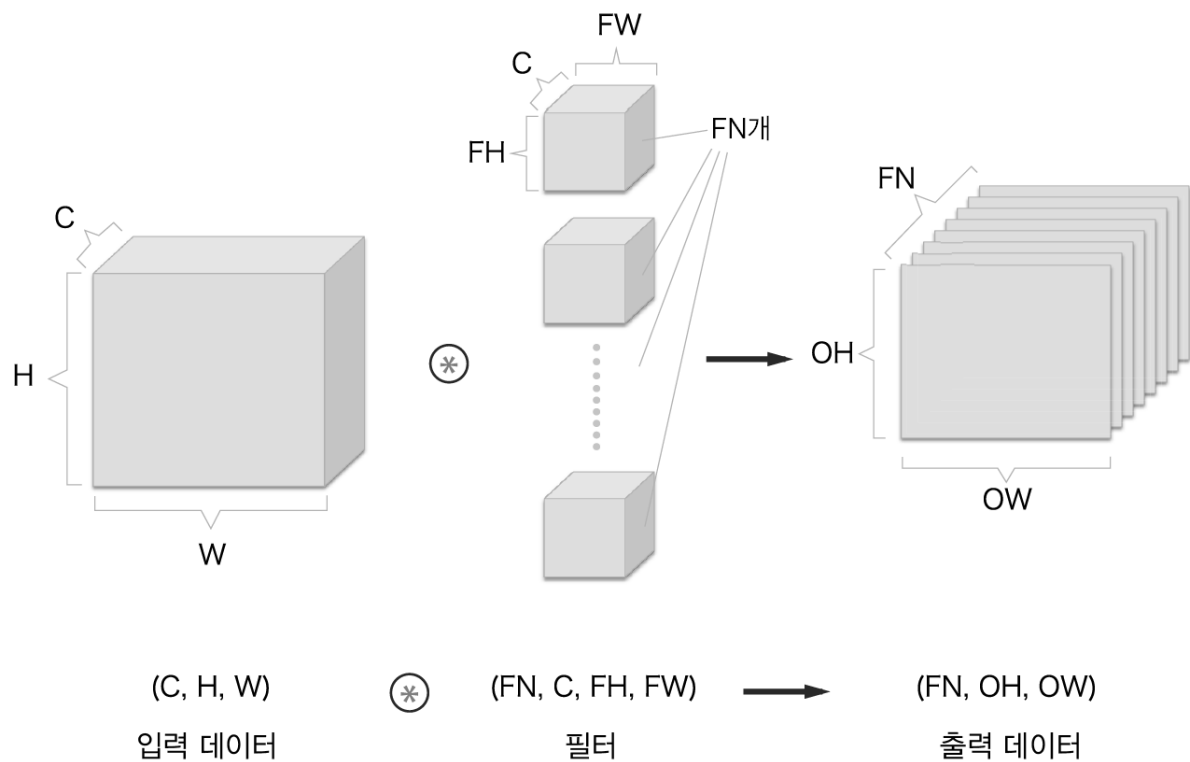 FW
C
FN개
FH
FN
C
H
OH
OW
W
(C, H, W)
(FN, C, FH, FW)
(FN, OH, OW)
입력 데이터
필터
출력 데이터